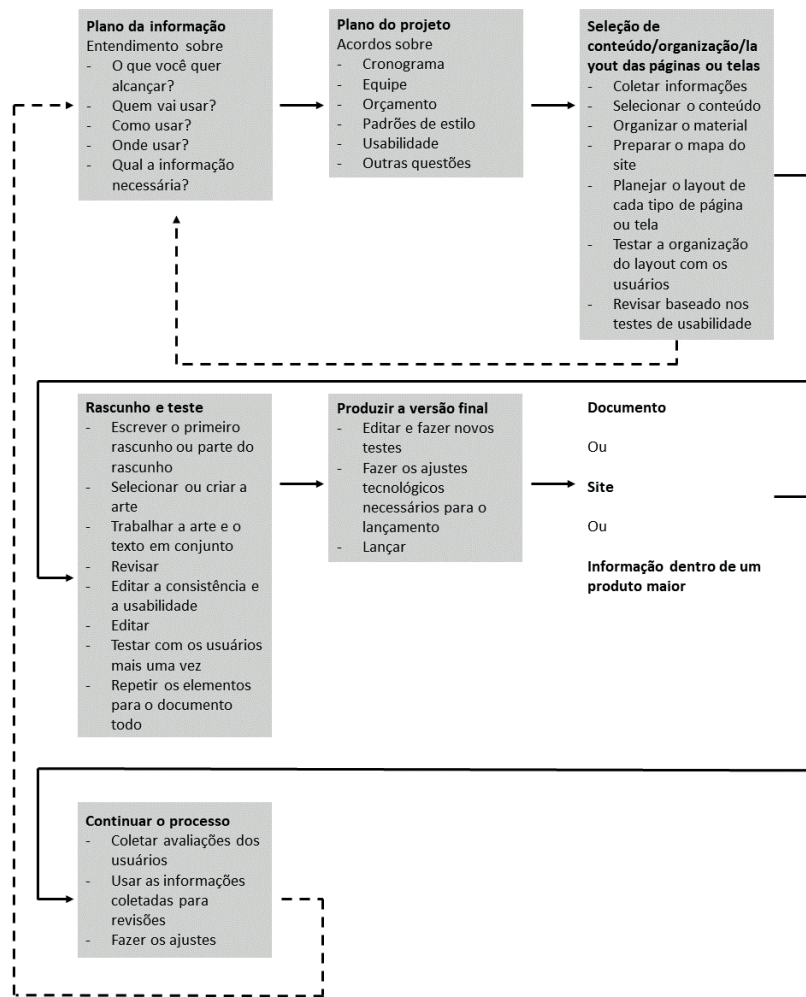 Plano da informação
Entendimento sobre
- O que você quer
alcançar?
- Quem vai usar?
- Como usar?
- Onde usar?
- Qual a informação
necessária?
Plano do projeto
Acordos sobre
- Cronograma
- Equipe
- Orçamento
- Padrões de estilo
- Usabilidade
- Outras questões
Seleção de
conteúdo/organização/la
yout das páginas ou telas
- Coletar informações
- Selecionar o conteúdo
- Organizar o material
- Preparar o mapa do
site
- Planejar o layout de
cada tipo de página
ou tela
- Testar a organização
do layout com os
usuários
- Revisar baseado nos
testes de usabilidade
Rascunho e teste
- Escrever o primeiro
rascunho ou parte do
rascunho
- Selecionar ou criar a
arte
- Trabalhar a arte e o
texto em conjunto
- Revisar
- Editar a consistência e
a usabilidade
- Editar
- Testar com os usuários
mais uma vez
- Repetir os elementos
para o documento
todo
Produzir a versão final
- Editar e fazer novos
testes
- Fazer os ajustes
tecnológicos
necessários para o
lançamento
- Lançar
Documento
Ou
Site
Ou
Informação dentro de um
produto maior
Continuar o processo
- Coletar avaliações dos
usuários
- Usar as informações
coletadas para
revisões
- Fazer os ajustes